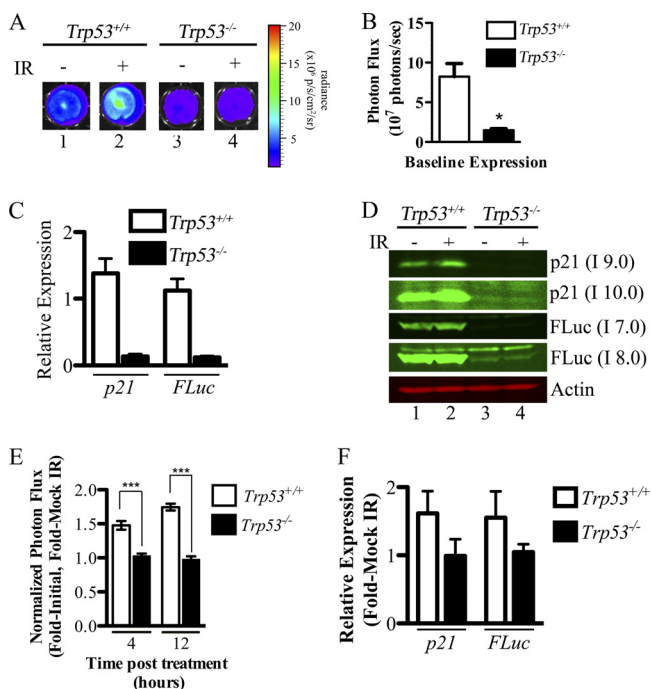 A
Trp53+/+ Trp53-/-
IR - + - +
1 2 3 4
20
15
10
5
radiance
(x10⁶ p/s/cm²/sr)
B
Photon Flux
(10⁷ photons/sec)
15
10
5
0
*
Baseline Expression
Trp53+/+
Trp53-/-
C
Relative Expression
2
1
0
Trp53+/+
Trp53-/-
p21 FLuc
D
Trp53+/+ Trp53-/-
IR - + - +
p21 (I 9.0)
p21 (I 10.0)
FLuc (I 7.0)
FLuc (I 8.0)
Actin
1 2 3 4
E
Normalized Photon Flux
(Fold-Initial, Fold-Mock IR)
2.0
1.5
1.0
0.5
0.0
*** ***
4 12
Time post treatment
(hours)
Trp53+/+
Trp53-/-
F
Relative Expression
(Fold-Mock IR)
2
1
0
p21 FLuc
Trp53+/+
Trp53-/-